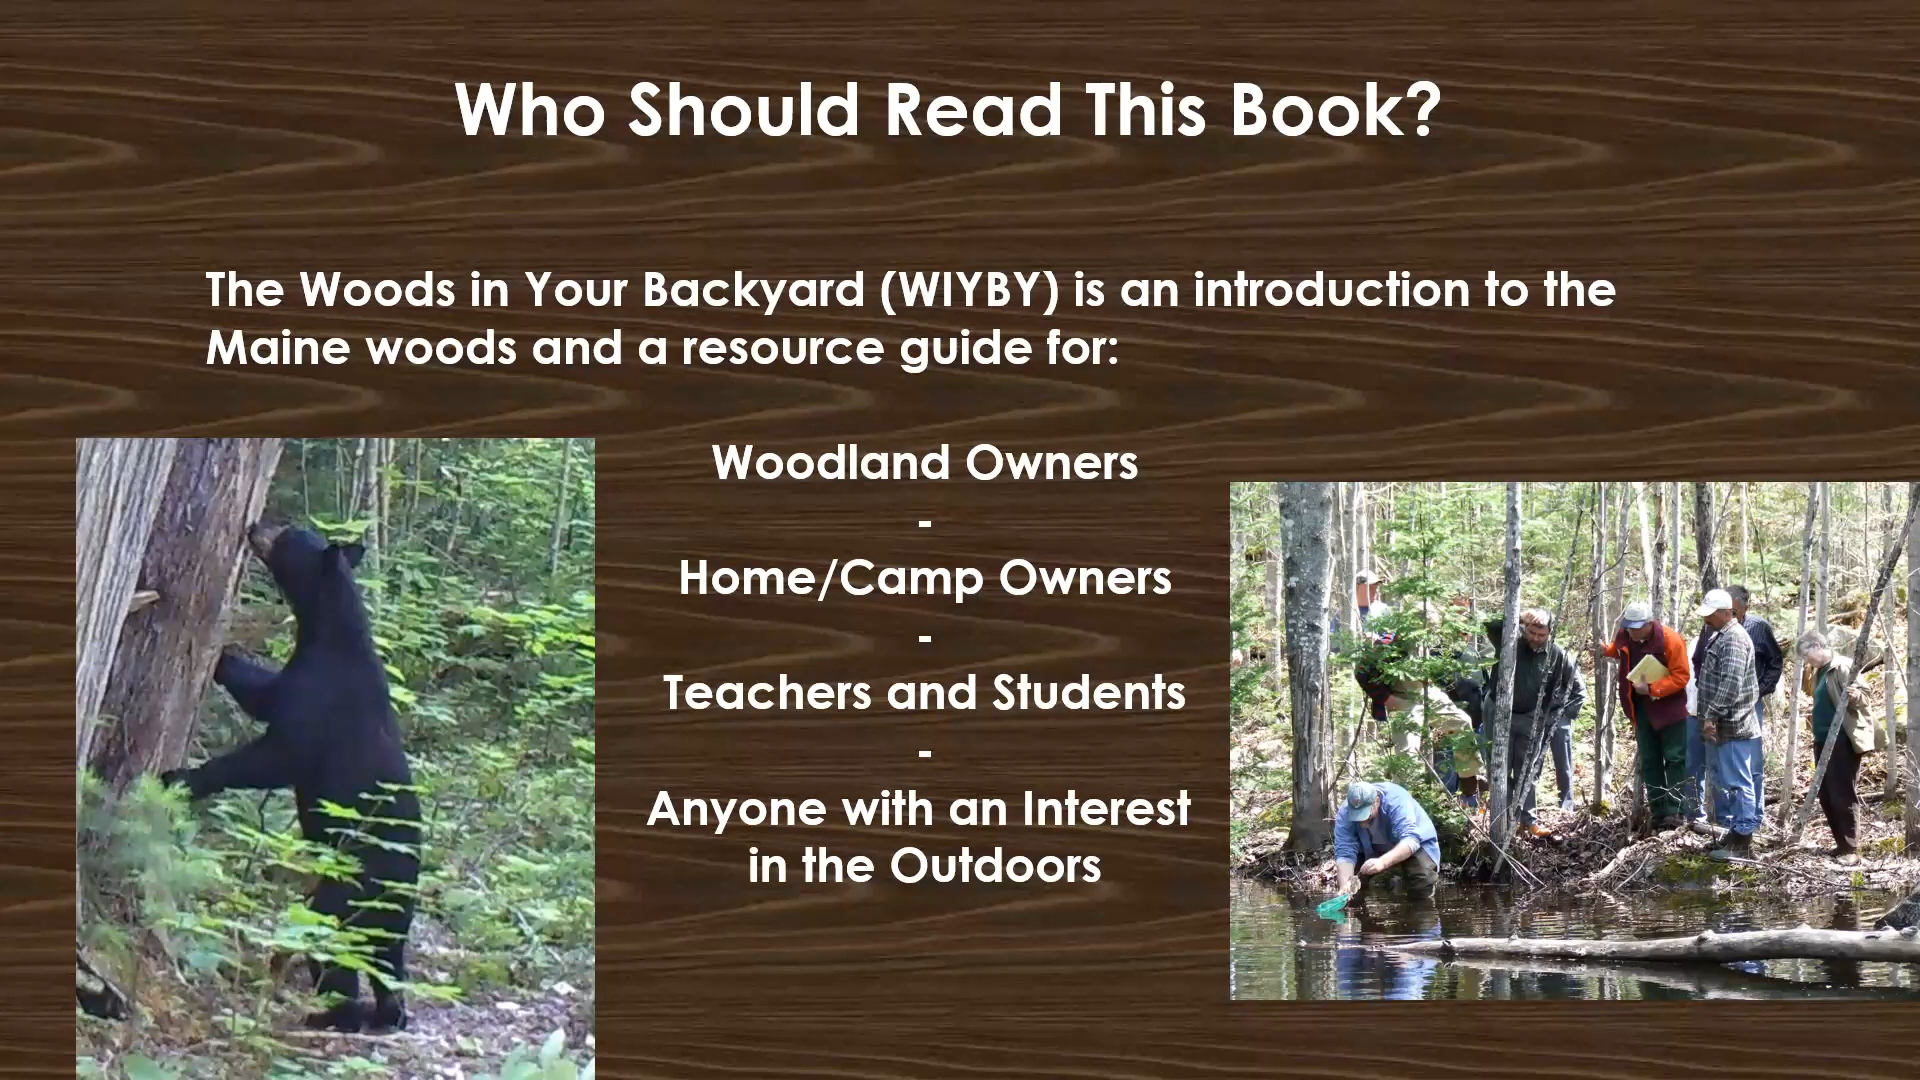 Who Should Read This Book?
The Woods in Your Backyard (WIYBY) is an introduction to the
Maine woods and a resource guide for:
Woodland Owners
-
Home/Camp Owners
-
Teachers and Students
-
Anyone with an Interest
in the Outdoors